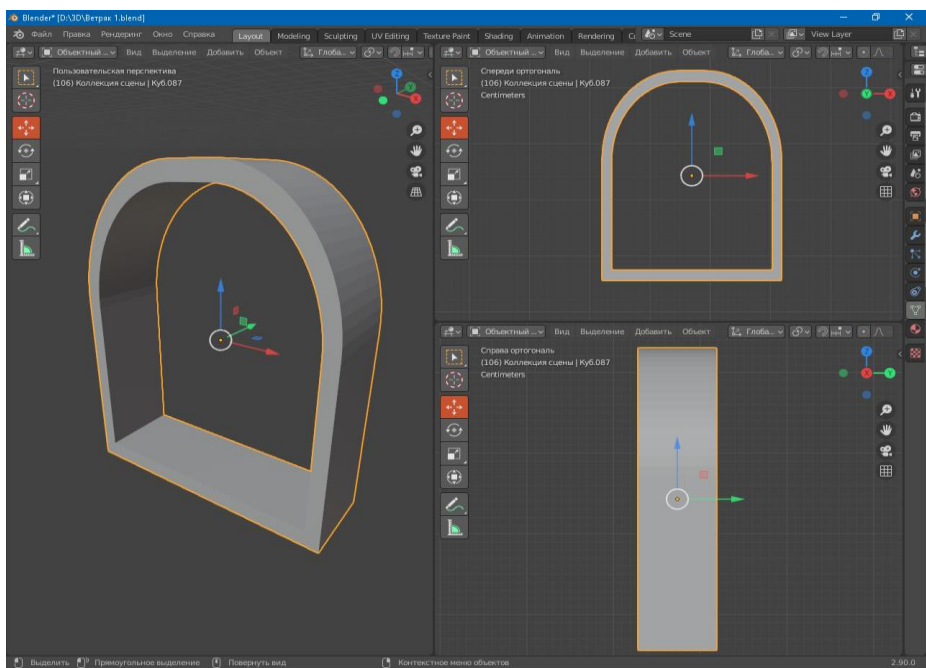 Blender* [D:\3D\Ветрак 1.blend]
Файл Правка Рендеринг Окно Справка Layout Modeling Sculpting UV Editing Texture Paint Shading Animation Rendering Scene View Layer
Объектный ... Вид Выделение Добавить Объект Глоба...
Пользовательская перспектива
(106) Коллекция сцены | Куб.087
Объектный ... Вид Выделение Добавить Объект Глоба...
Спереди ортогональ
(106) Коллекция сцены | Куб.087
Centimeters
Объектный ... Вид Выделение Добавить Объект Глоба...
Справа ортогональ
(106) Коллекция сцены | Куб.087
Centimeters
Выделить Прямоугольное выделение Повернуть вид Контекстное меню объектов 2.90.0